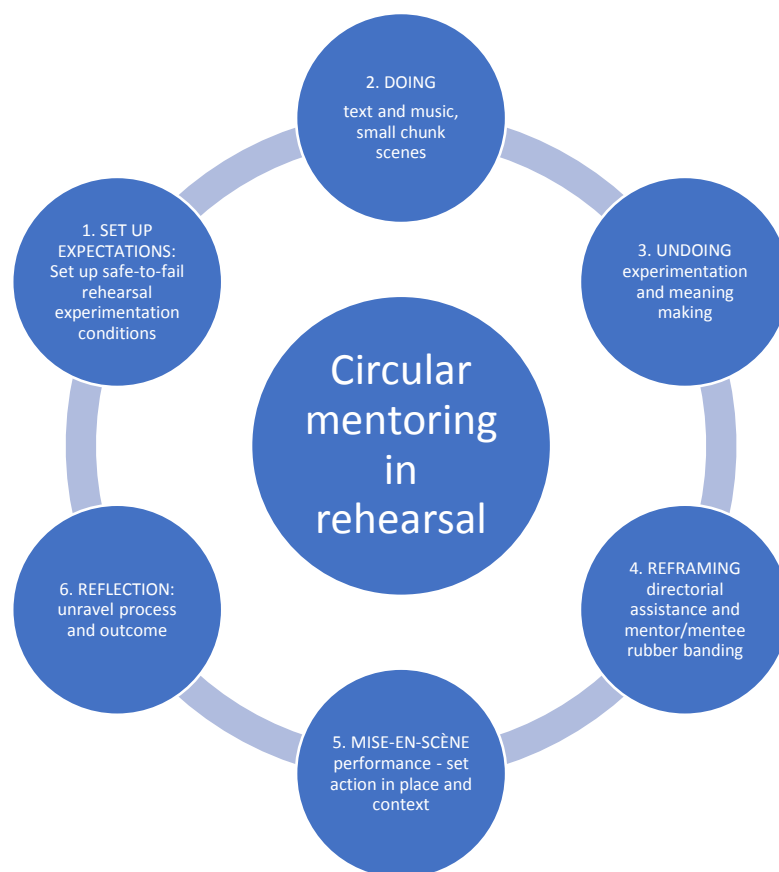 2. DOING
text and music,
small chunk
scenes
1. SET UP
EXPECTATIONS:
Set up safe-to-fail
rehearsal
experimentation
conditions
3. UNDOING
experimentation
and meaning
making
Circular
mentoring
in
rehearsal
4. REFRAMING
directorial
assistance and
mentor/mentee
rubber banding
6. REFLECTION:
unravel process
and outcome
5. MISE-EN-SCÈNE
performance - set
action in place and
context